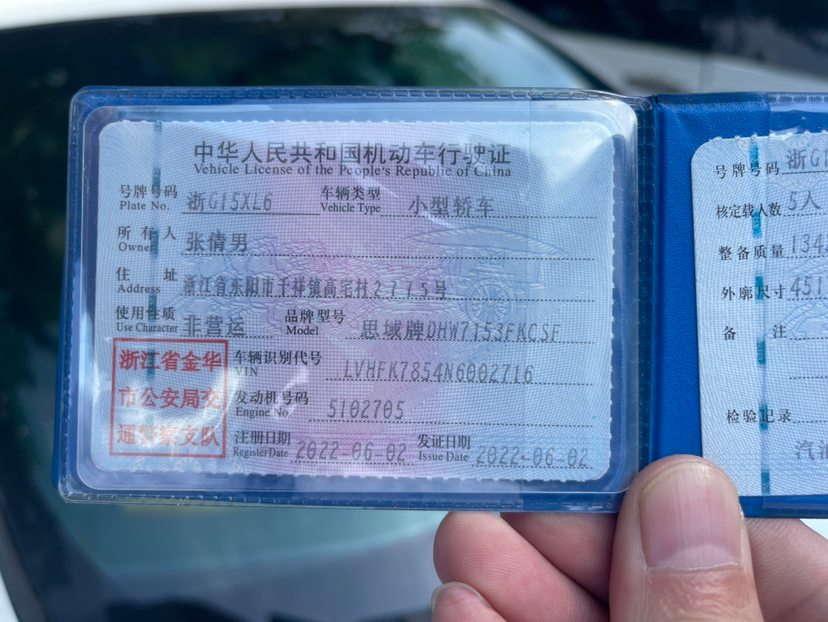 中华人民共和国机动车行驶证
Vehicle License of the People's Republic of China
号牌号码 浙G15XL6 车辆类型 小型轿车
Plate No. Vehicle Type
所有人 张倩男
Owner
住址 浙江省东阳市千祥镇高宅村2775号
Address
使用性质 非营运 品牌型号 思域牌DHW7153FKCSF
Use Character Model
浙江省金华
市公安局交
通警察支队
车辆识别代号 LVHFK7854N6002716
VIN
发动机号码 5102705
Engine No.
注册日期 2022-06-02 发证日期 2022-06-02
Register Date Issue Date
号牌号码 浙G1
核定载人数 5人
整备质量 134
外廓尺寸 451
备注
检验记录
汽油